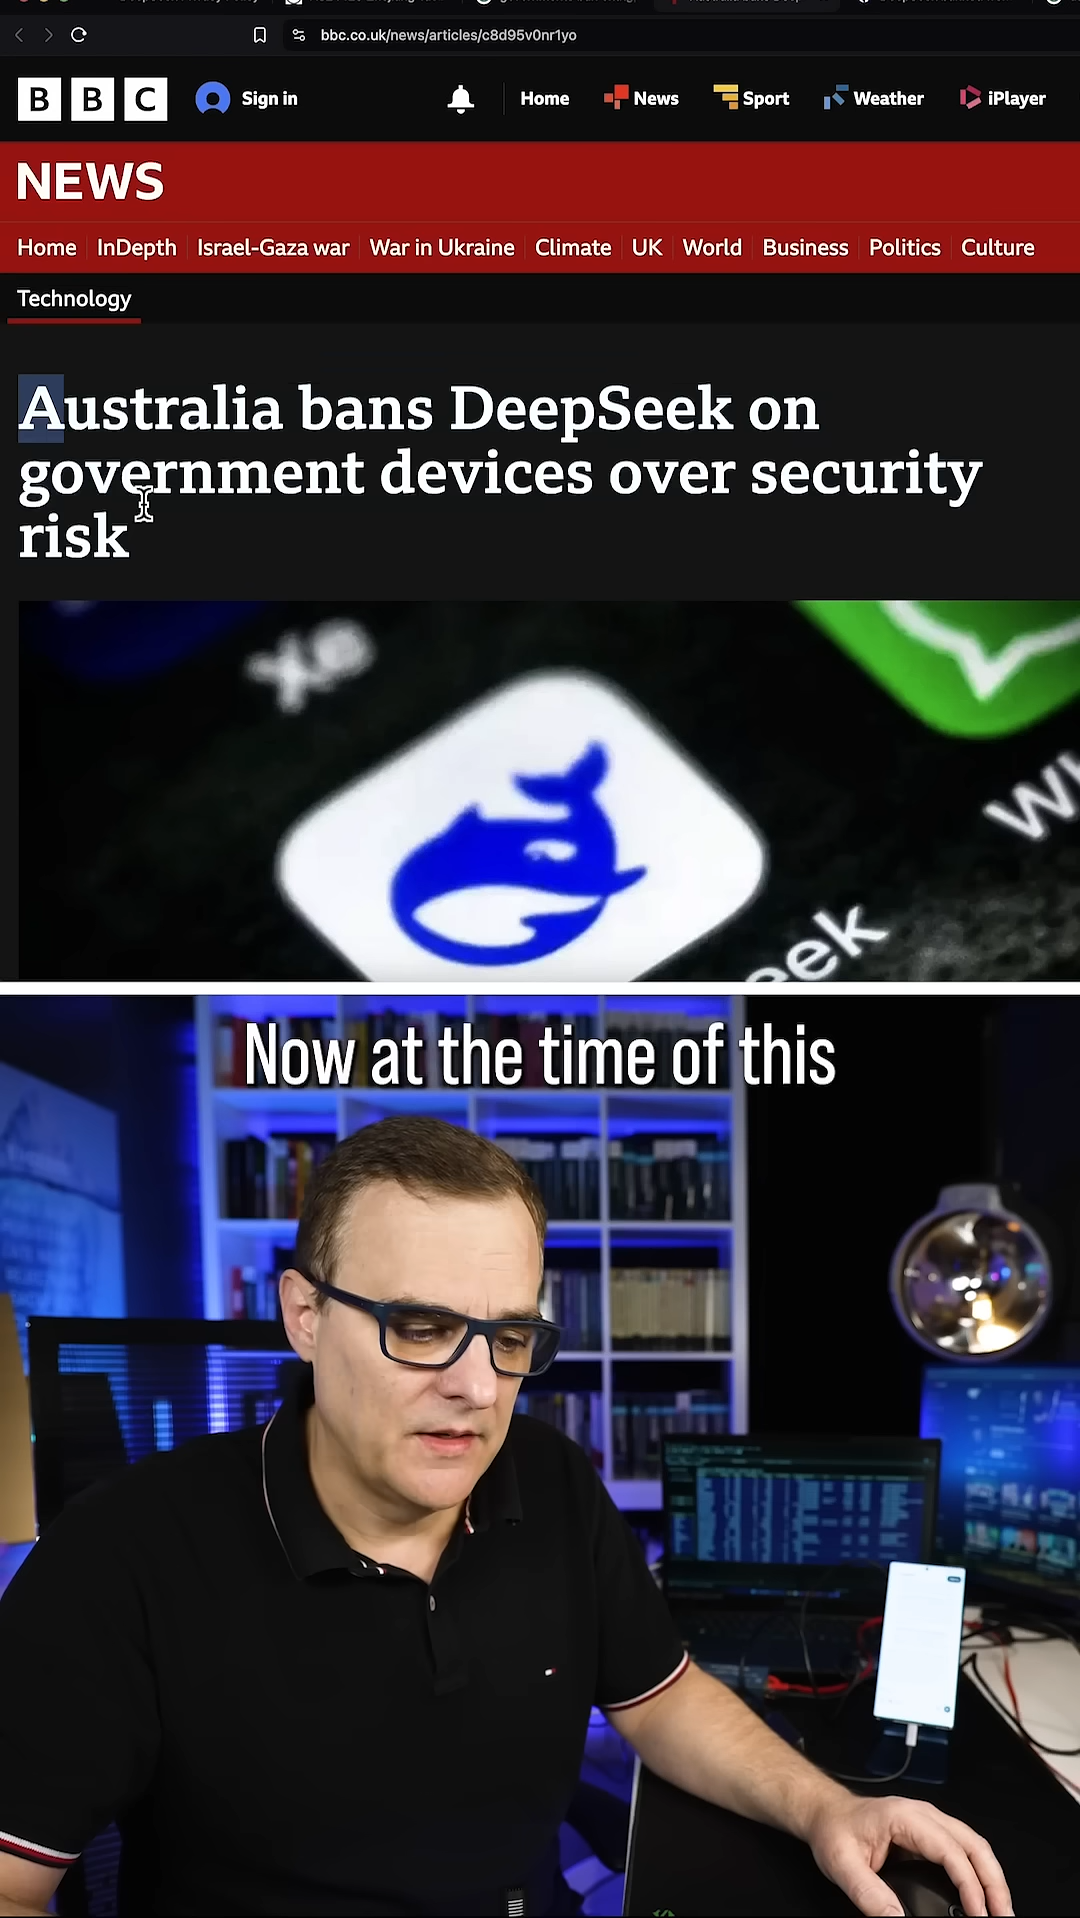 bbc.co.uk/news/articles/c8d95v0nr1yo
BBC
Sign in
Home
News
Sport
Weather
iPlayer
NEWS
Home
InDepth
Israel-Gaza war
War in Ukraine
Climate
UK
World
Business
Politics
Culture
Technology
Australia bans DeepSeek on
government devices over security
risk
Now at the time of this